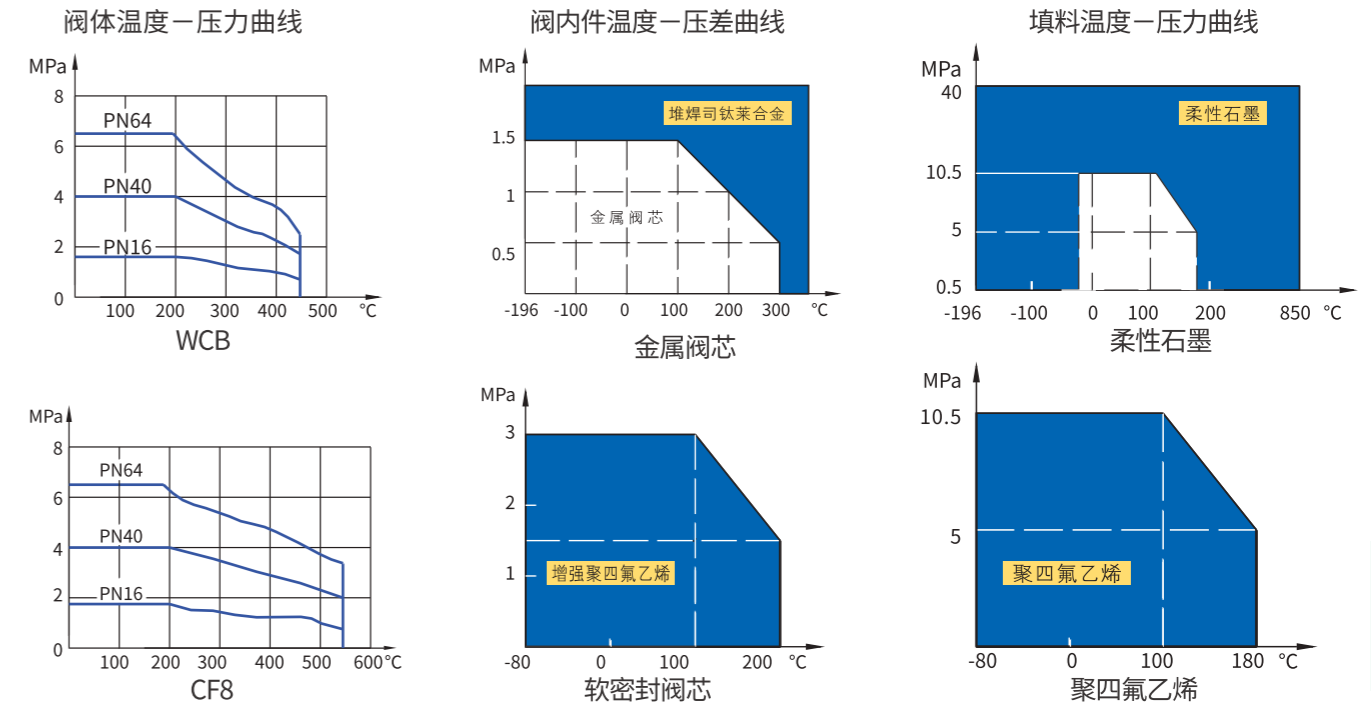 阀体温度－压力曲线
MPa
8
6
4
2
0
PN64
PN40
PN16
100 200 300 400 500 ℃
WCB
阀内件温度－压差曲线
MPa
1.5
1
0.5
堆焊司钛莱合金
金属阀芯
-196 -100 0 100 200 300 ℃
金属阀芯
填料温度－压力曲线
MPa
40
10.5
5
0.5
柔性石墨
-196 -100 0 100 200 850 ℃
柔性石墨
MPa
8
6
4
2
0
PN64
PN40
PN16
100 200 300 400 500 600℃
CF8
MPa
3
2
1
增强聚四氟乙烯
-80 0 100 200 ℃
软密封阀芯
MPa
10.5
5
聚四氟乙烯
-80 0 100 180 ℃
聚四氟乙烯